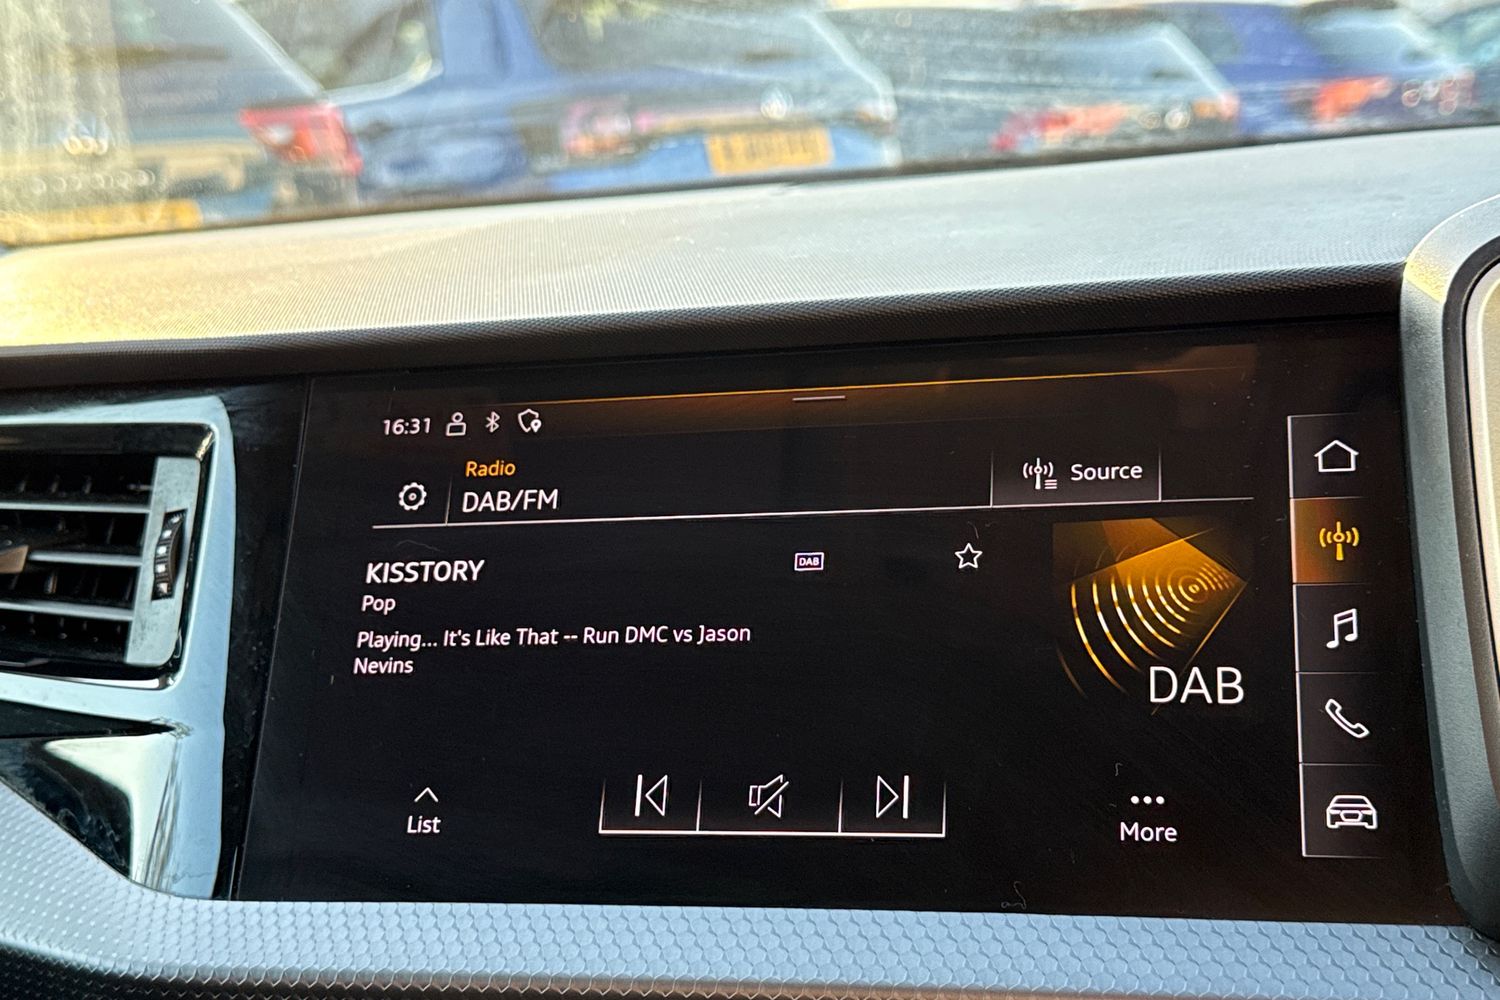 16:31
Radio
DAB/FM
Source
KISSTORY
DAB
Pop
Playing... It's Like That -- Run DMC vs Jason
Nevins
DAB
List
More